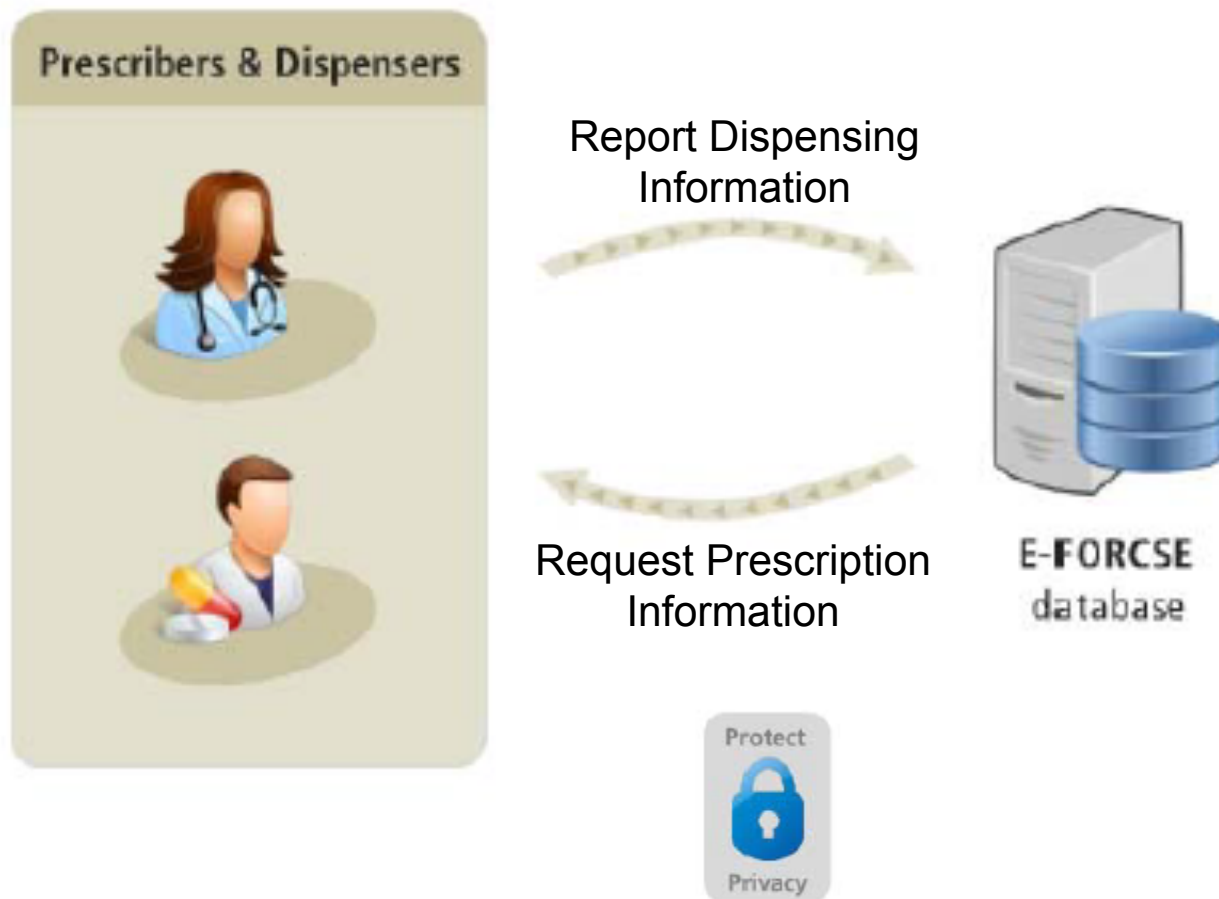 Prescribers & Dispensers
Report Dispensing
Information
Request Prescription
Information
E-FORCSE
database
Protect
Privacy